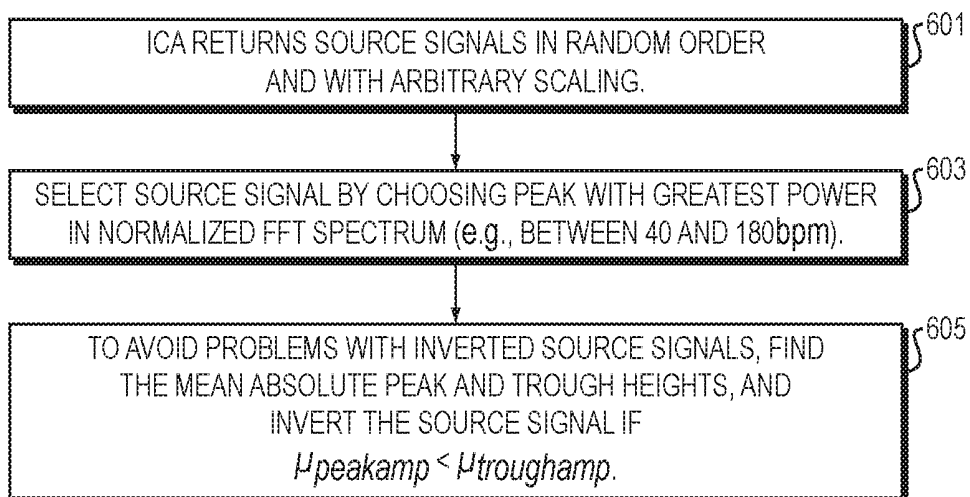 ICA RETURNS SOURCE SIGNALS IN RANDOM ORDER
AND WITH ARBITRARY SCALING.
601
SELECT SOURCE SIGNAL BY CHOOSING PEAK WITH GREATEST POWER
IN NORMALIZED FFT SPECTRUM (e.g., BETWEEN 40 AND 180bpm).
603
TO AVOID PROBLEMS WITH INVERTED SOURCE SIGNALS, FIND
THE MEAN ABSOLUTE PEAK AND TROUGH HEIGHTS, AND
INVERT THE SOURCE SIGNAL IF
μpeakamp < μtroughamp.
605